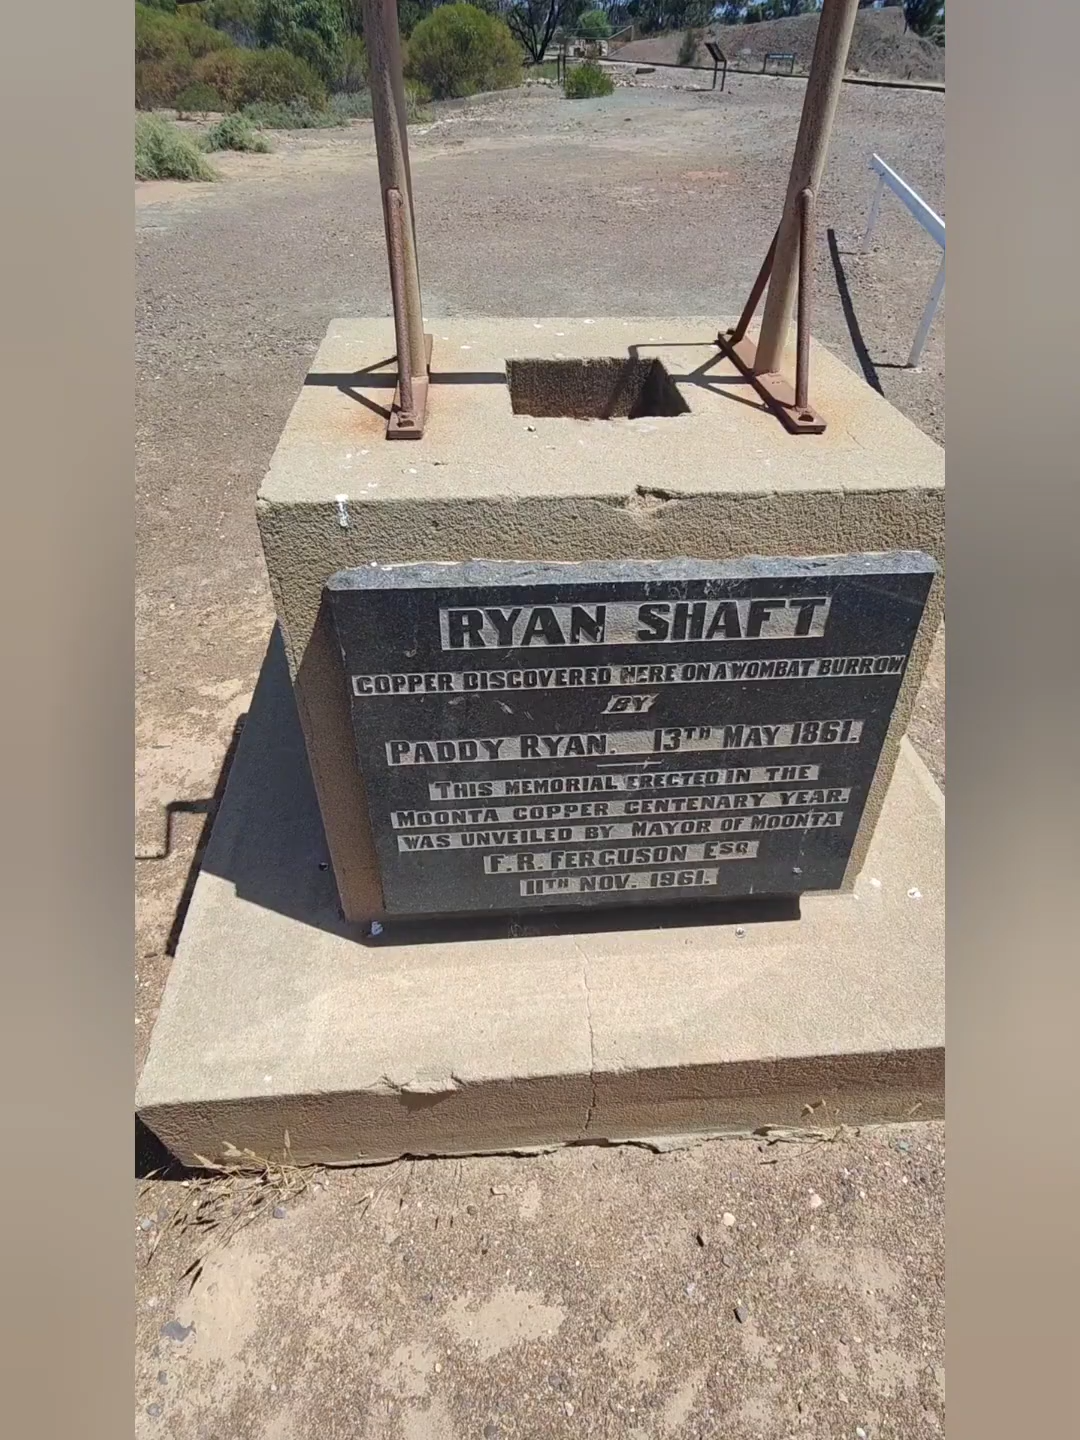 RYAN SHAFT
COPPER DISCOVERED HERE ON A WOMBAT BURROW
BY
PADDY RYAN. 13TH MAY 1861.
THIS MEMORIAL ERECTED IN THE
MOONTA COPPER CENTENARY YEAR.
WAS UNVEILED BY MAYOR OF MOONTA
F.R. FERGUSON ESQ
11TH NOV. 1961.